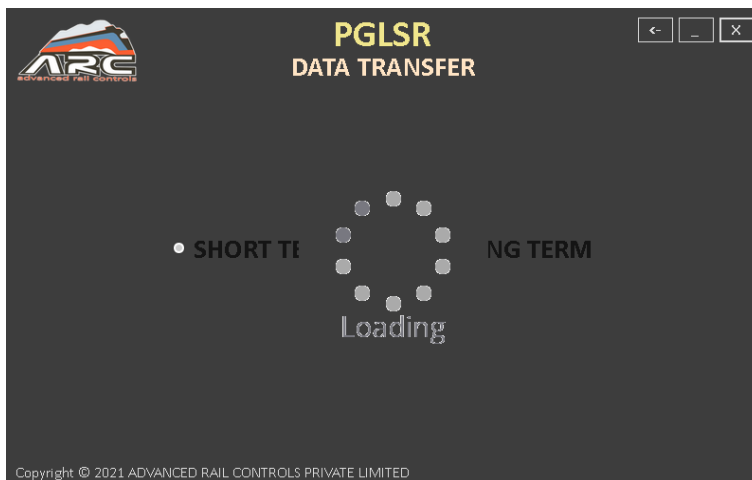 ARC
advanced rail controls
PGLSR
DATA TRANSFER
<- _ X
SHORT TE NG TERM
Loading
Copyright © 2021 ADVANCED RAIL CONTROLS PRIVATE LIMITED